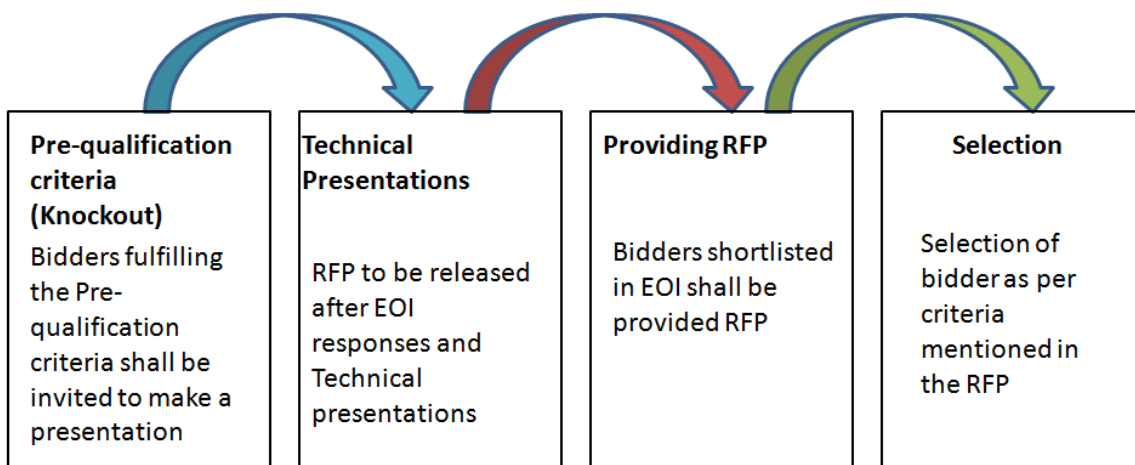 Pre-qualification
criteria
(Knockout)
Bidders fulfilling
the Pre-
qualification
criteria shall be
invited to make a
presentation
Technical
Presentations
RFP to be released
after EOI
responses and
Technical
presentations
Providing RFP
Bidders shortlisted
in EOI shall be
provided RFP
Selection
Selection of
bidder as per
criteria
mentioned in
the RFP